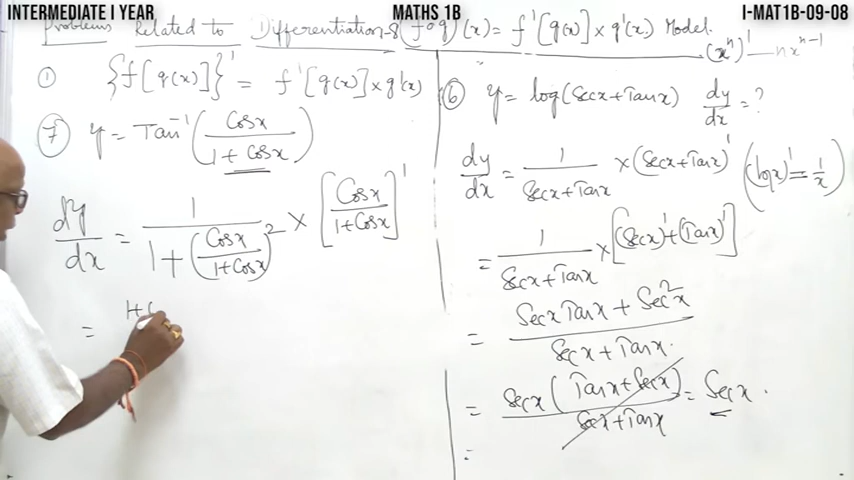 INTERMEDIATE I YEAR
MATHS 1B
I-MAT1B-09-08
Problems Related to Differentiation-8 (fog)'(x) = f'[g(x)] × g'(x) Model.
(xⁿ)' — nxⁿ⁻¹
① {f[g(x)]}' = f'[g(x)] × g'(x)
⑦ y = Tan⁻¹(Cosx / 1 + Cosx)
dy/dx = 1 / 1 + (Cosx / 1+Cosx)² × [Cosx / 1+Cosx]'
= 1+C
⑥ y = log(Secx + Tanx) dy/dx = ?
dy/dx = 1 / Secx + Tanx × (Secx + Tanx)' ((logx)' = 1/x)
= 1 / Secx + Tanx × [(Secx)' + (Tanx)']
= Secx Tanx + Sec²x / Secx + Tanx.
= Secx (Tanx + Secx) / Secx + Tanx = Secx.
=